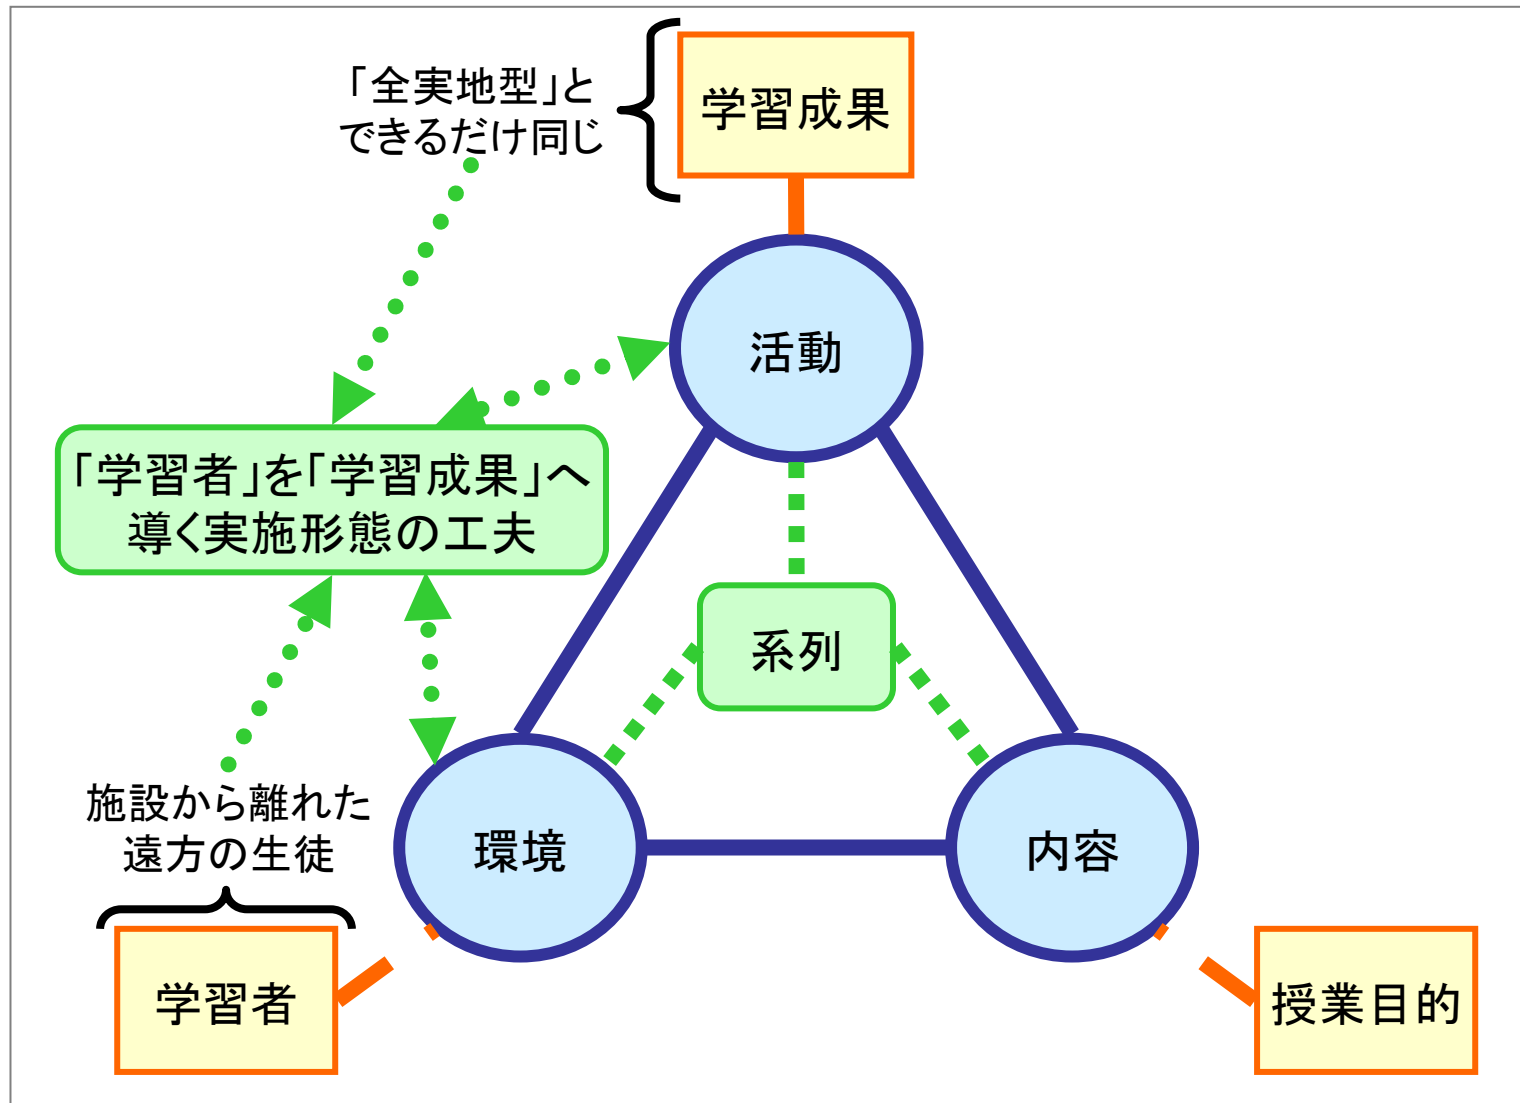 「全実地型」と
できるだけ同じ
学習成果
活動
「学習者」を「学習成果」へ
導く実施形態の工夫
系列
施設から離れた
遠方の生徒
環境
内容
学習者
授業目的